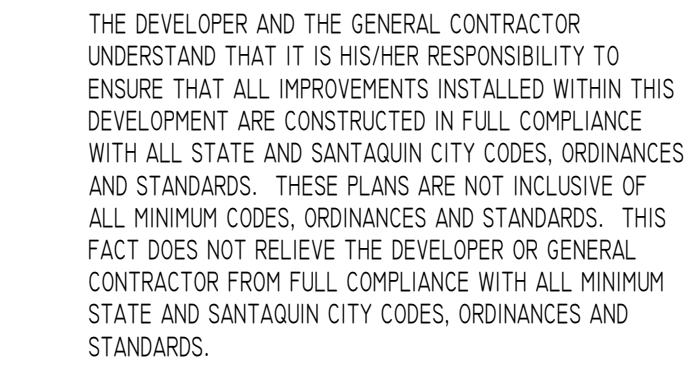 THE DEVELOPER AND THE GENERAL CONTRACTOR
UNDERSTAND THAT IT IS HIS/HER RESPONSIBILITY TO
ENSURE THAT ALL IMPROVEMENTS INSTALLED WITHIN THIS
DEVELOPMENT ARE CONSTRUCTED IN FULL COMPLIANCE
WITH ALL STATE AND SANTAQUIN CITY CODES, ORDINANCES
AND STANDARDS.  THESE PLANS ARE NOT INCLUSIVE OF
ALL MINIMUM CODES, ORDINANCES AND STANDARDS.  THIS
FACT DOES NOT RELIEVE THE DEVELOPER OR GENERAL
CONTRACTOR FROM FULL COMPLIANCE WITH ALL MINIMUM
STATE AND SANTAQUIN CITY CODES, ORDINANCES AND
STANDARDS.